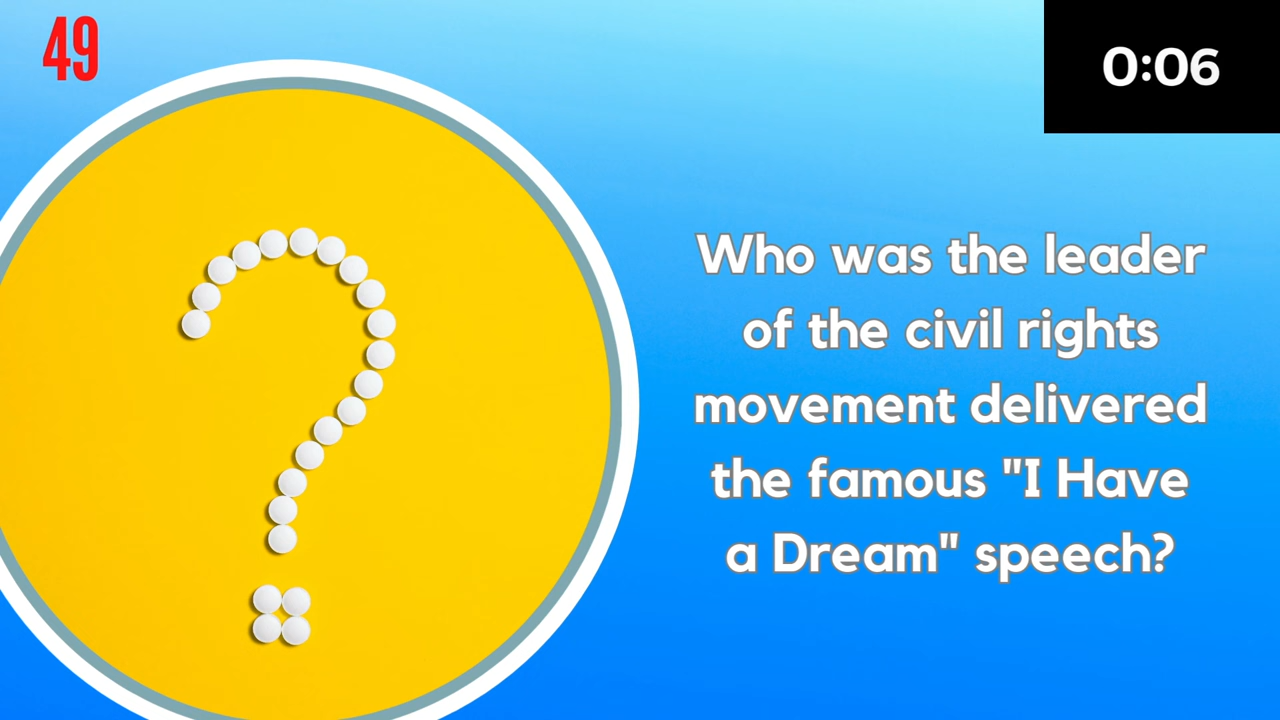 49
0:06
Who was the leader
of the civil rights
movement delivered
the famous "I Have
a Dream" speech?